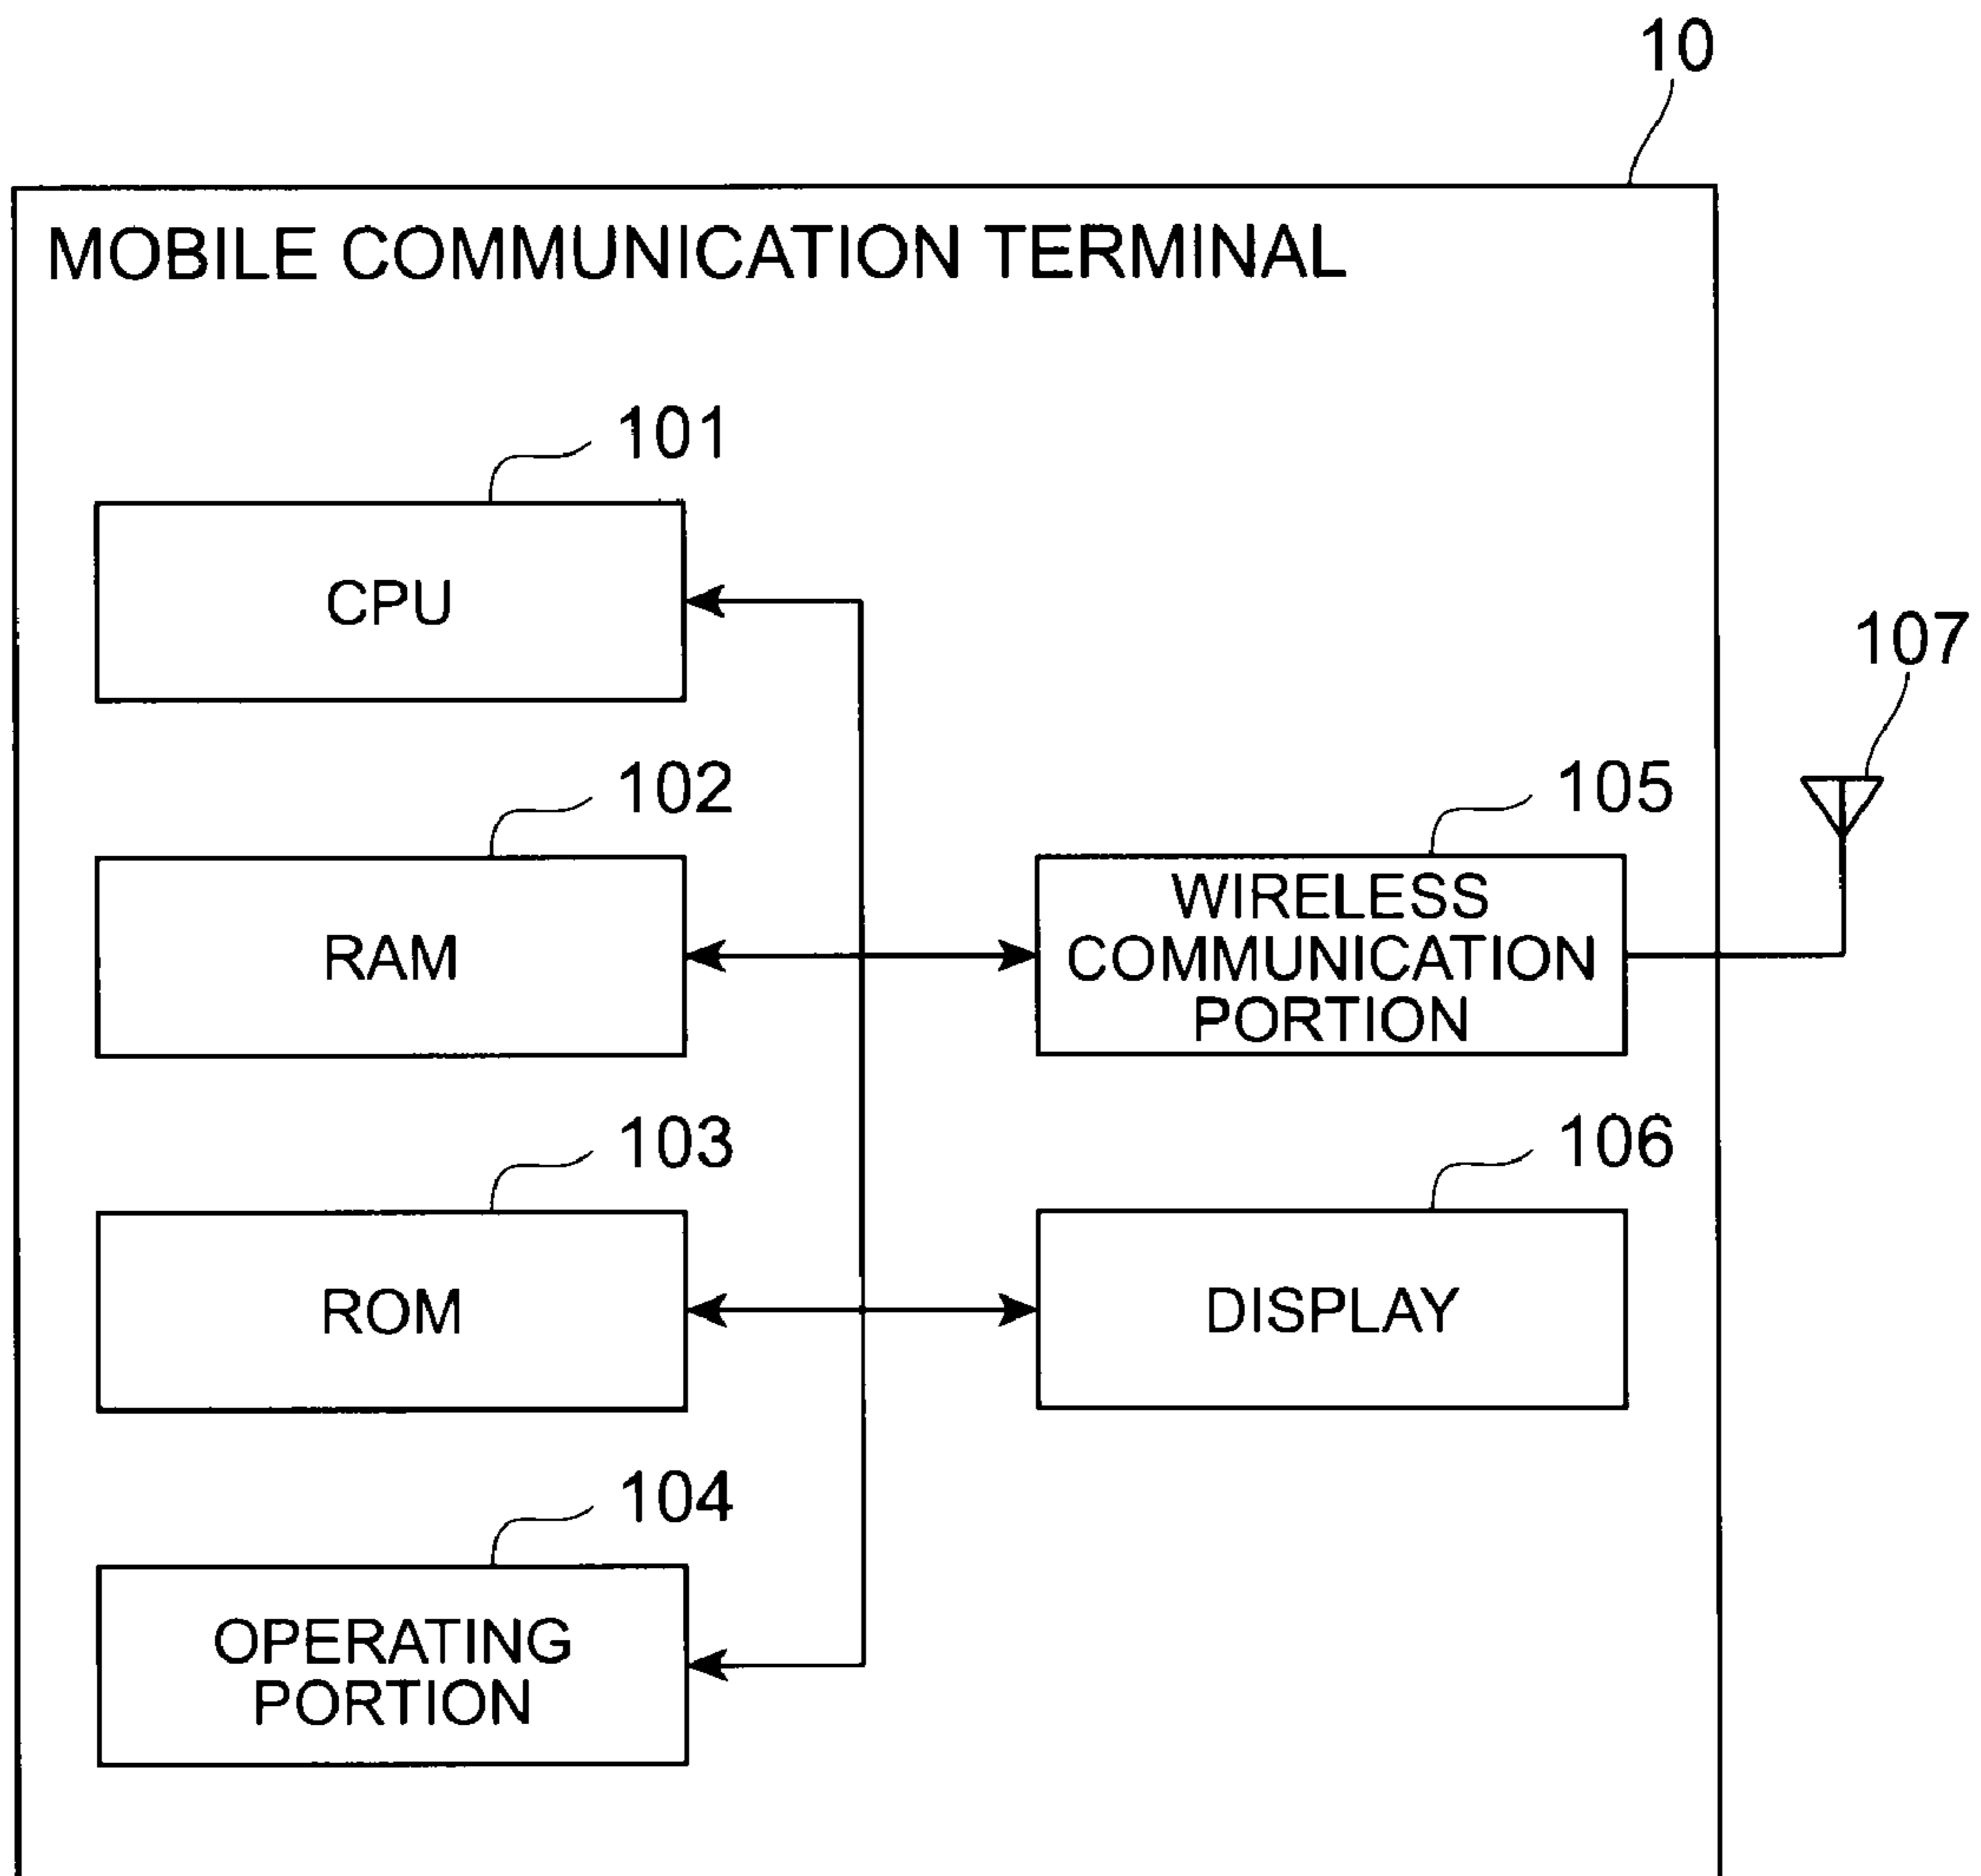 10
MOBILE COMMUNICATION TERMINAL
101
CPU
107
102
RAM
105
WIRELESS
COMMUNICATION
PORTION
103
ROM
106
DISPLAY
104
OPERATING
PORTION